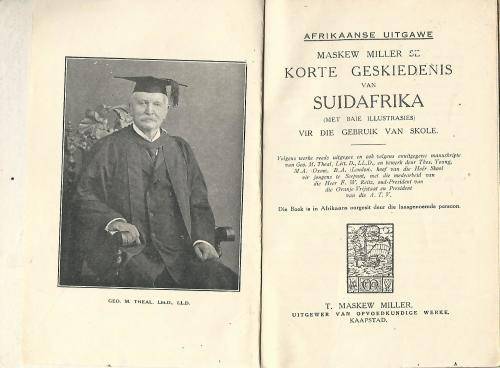 GEO. M. THEAL, Litt.D., LL.D.
AFRIKAANSE UITGAWE
MASKEW MILLER SE
KORTE GESKIEDENIS
VAN
SUIDAFRIKA
(MET BAIE ILLUSTRASIES)
VIR DIE GEBRUIK VAN SKOLE.
Volgens werke reeds uitgegee en ook volgens onuitgegewe manuskripte
van Geo. M. Theal, Litt. D., LL.D., en bewerk deur Thos. Young,
M.A. (Oxon), B.A. (London), hoof van die Hoër Skool
vir jongens te Seepunt, met die medewerking van
die Heer F. W. Reitz, oud-President van
die Oranje-Vrijstaat en President
van die A. T. V.
Die Boek is in Afrikaans oorgesit deur die laasgenoemde persoon.
T. MASKEW MILLER,
UITGEWER VAN OPVOEDKUNDIGE WERKE,
KAAPSTAD.
A